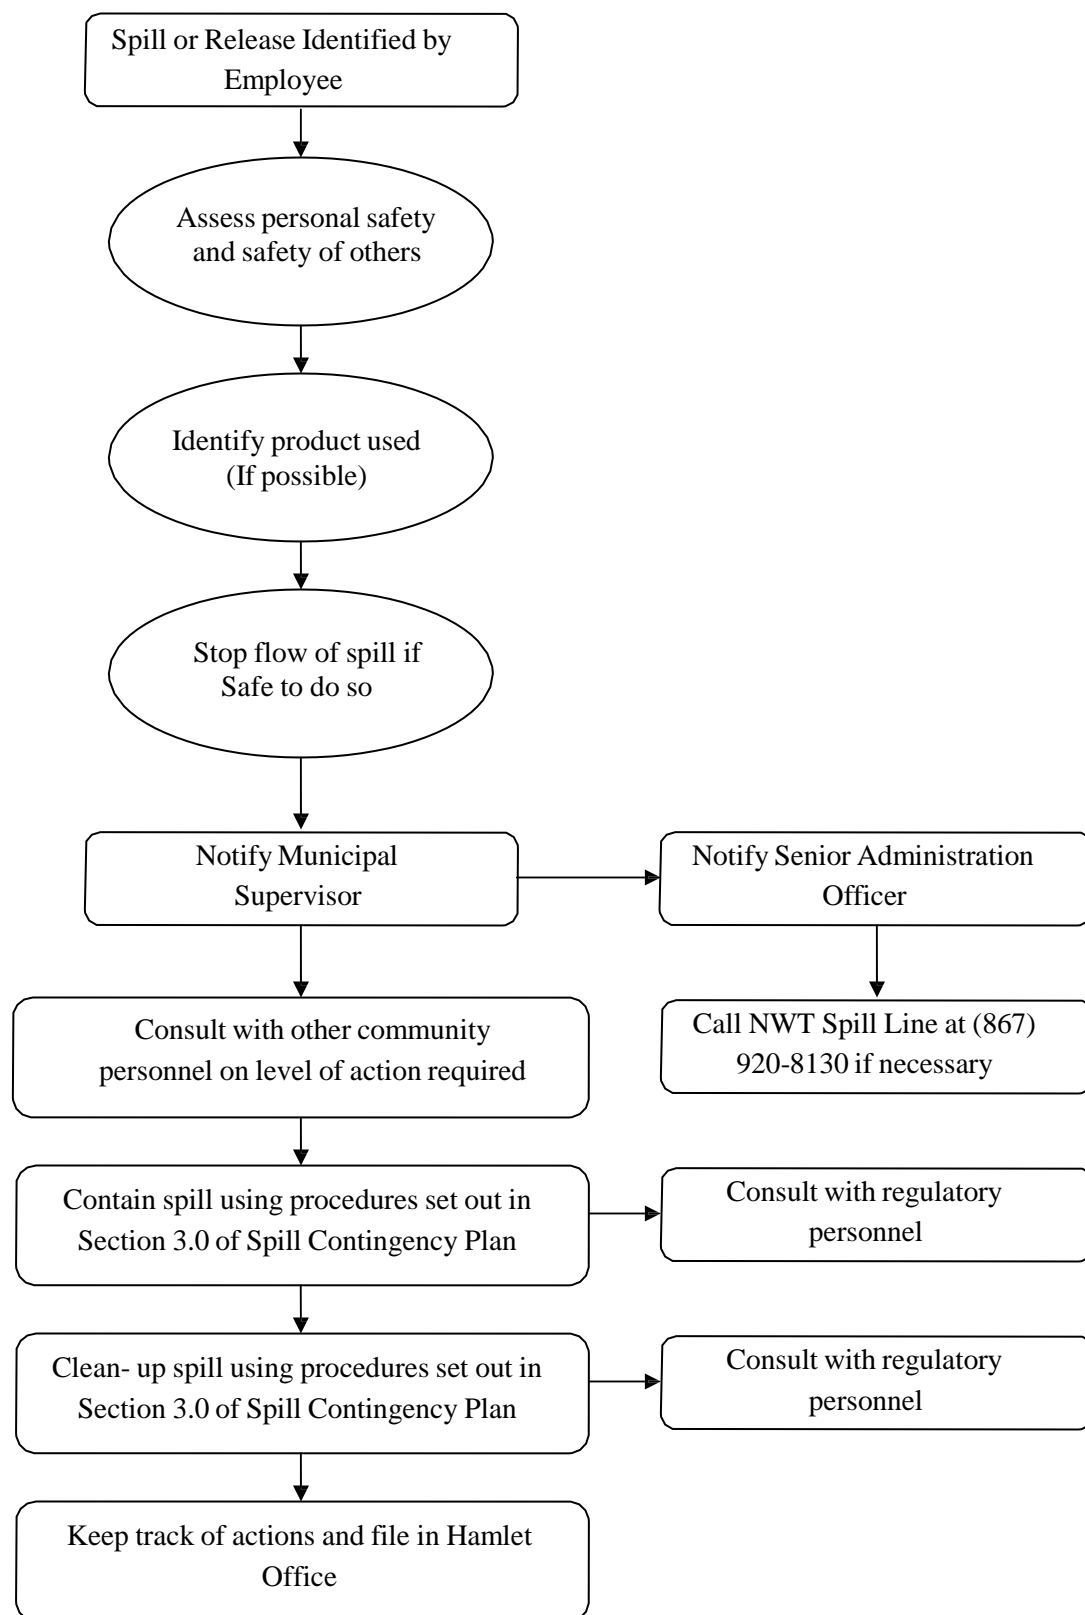 Spill or Release Identified by
Employee
Assess personal safety
and safety of others
Identify product used
(If possible)
Stop flow of spill if
Safe to do so
Notify Municipal
Supervisor
Notify Senior Administration
Officer
Consult with other community
personnel on level of action required
Call NWT Spill Line at (867)
920-8130 if necessary
Contain spill using procedures set out in
Section 3.0 of Spill Contingency Plan
Consult with regulatory
personnel
Clean- up spill using procedures set out in
Section 3.0 of Spill Contingency Plan
Consult with regulatory
personnel
Keep track of actions and file in Hamlet
Office